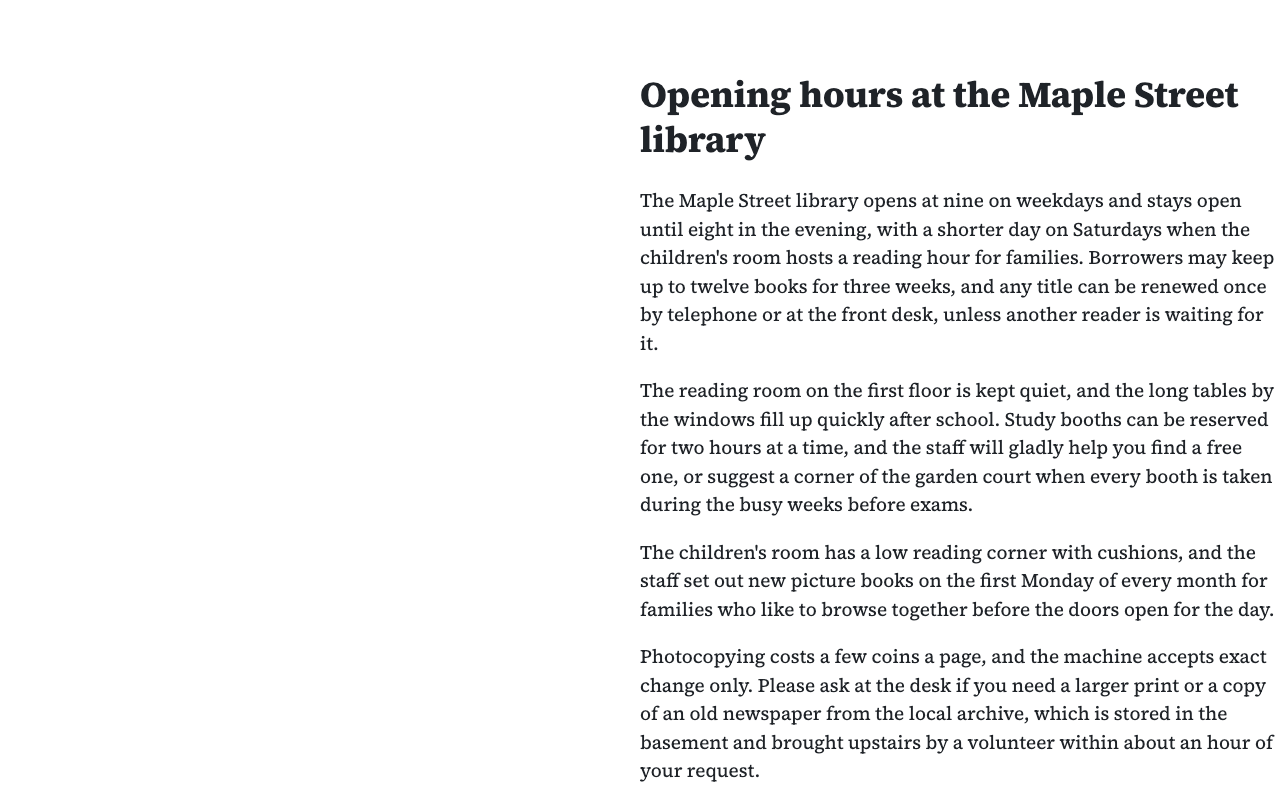 Opening hours at the Maple Street
library
The Maple Street library opens at nine on weekdays and stays open
until eight in the evening, with a shorter day on Saturdays when the
children's room hosts a reading hour for families. Borrowers may keep
up to twelve books for three weeks, and any title can be renewed once
by telephone or at the front desk, unless another reader is waiting for
it.
The reading room on the first floor is kept quiet, and the long tables by
the windows fill up quickly after school. Study booths can be reserved
for two hours at a time, and the staff will gladly help you find a free
one, or suggest a corner of the garden court when every booth is taken
during the busy weeks before exams.
The children's room has a low reading corner with cushions, and the
staff set out new picture books on the first Monday of every month for
families who like to browse together before the doors open for the day.
Photocopying costs a few coins a page, and the machine accepts exact
change only. Please ask at the desk if you need a larger print or a copy
of an old newspaper from the local archive, which is stored in the
basement and brought upstairs by a volunteer within about an hour of
your request.